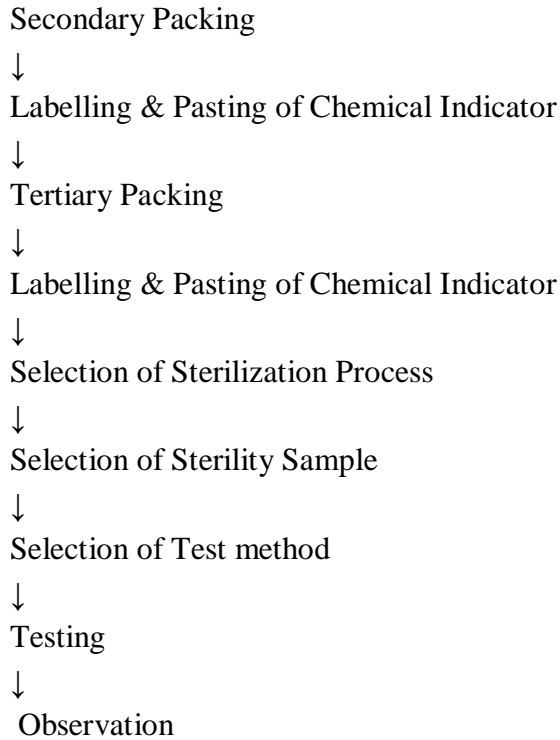 Secondary Packing
↓
Labelling & Pasting of Chemical Indicator
↓
Tertiary Packing
↓
Labelling & Pasting of Chemical Indicator
↓
Selection of Sterilization Process
↓
Selection of Sterility Sample
↓
Selection of Test method
↓
Testing
↓
Observation